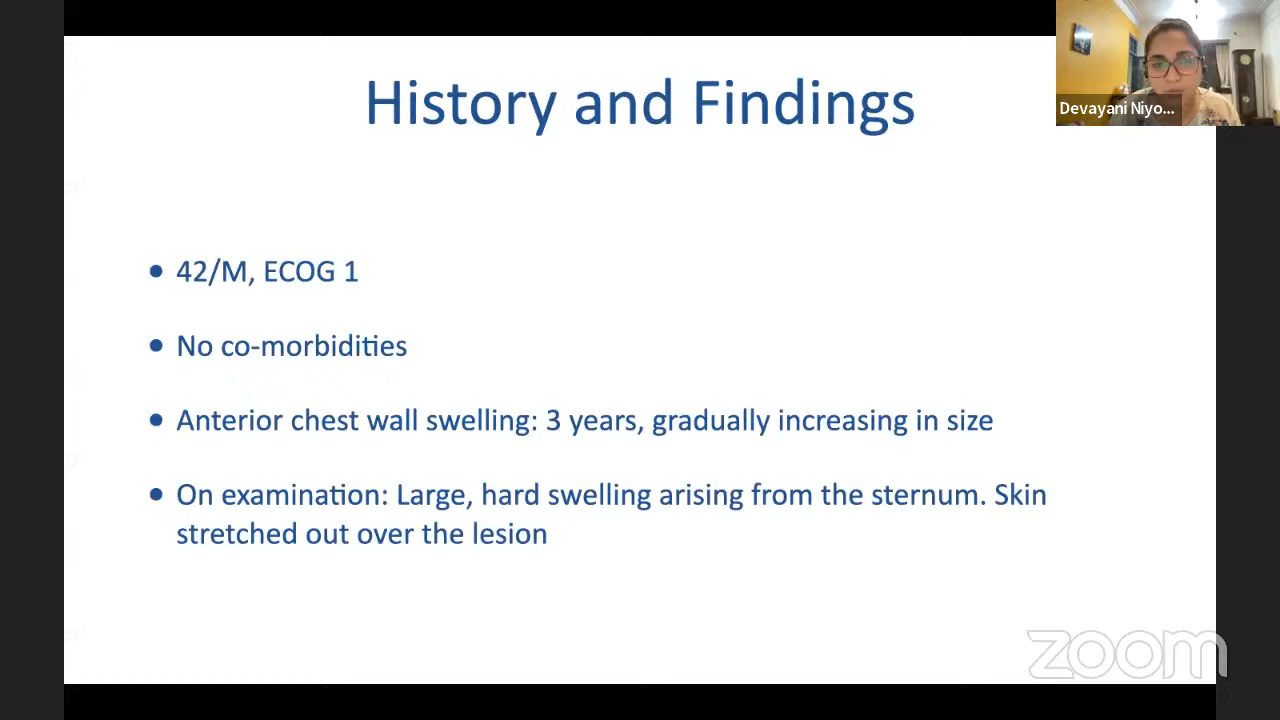 History and Findings
Devayani Niyo...
• 42/M, ECOG 1
• No co-morbidities
• Anterior chest wall swelling: 3 years, gradually increasing in size
• On examination: Large, hard swelling arising from the sternum. Skin
stretched out over the lesion
zoom